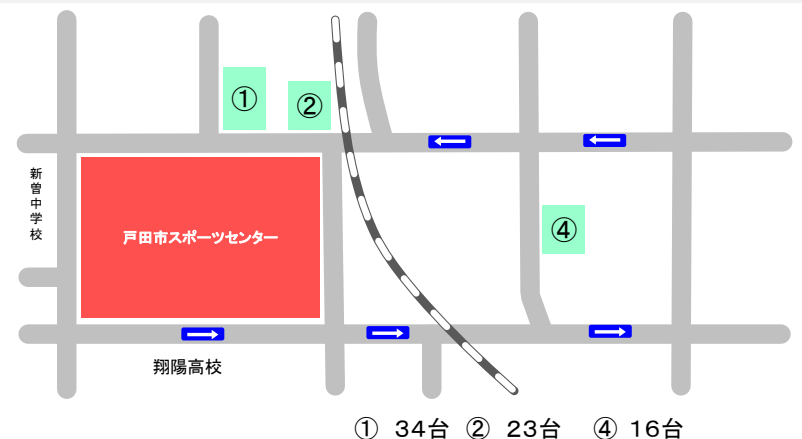 ①
②
新曽中学校
戸田市スポーツセンター
④
翔陽高校
① 34台 ② 23台 ④ 16台